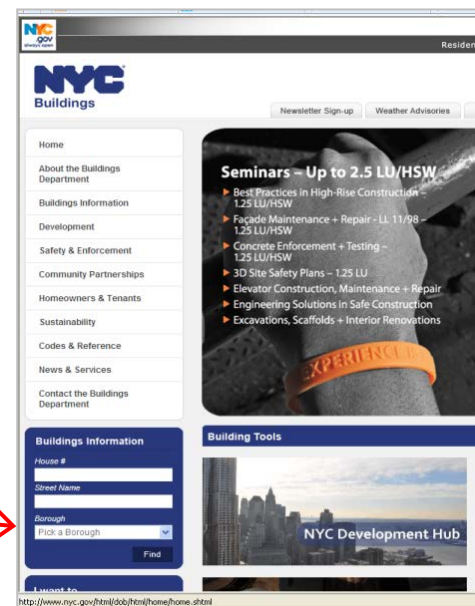 NYC
.gov
always open
Residen
NYC
Buildings
Newsletter Sign-up
Weather Advisories
Home
About the Buildings
Department
Buildings Information
Development
Safety & Enforcement
Community Partnerships
Homeowners & Tenants
Sustainability
Codes & Reference
News & Services
Contact the Buildings
Department
Seminars – Up to 2.5 LU/HSW
Best Practices in High-Rise Construction –
1.25 LU/HSW
Façade Maintenance + Repair - LL 11/98 –
1.25 LU/HSW
Concrete Enforcement + Testing –
1.25 LU/HSW
3D Site Safety Plans – 1.25 LU
Elevator Construction, Maintenance + Repair
Engineering Solutions in Safe Construction
Excavations, Scaffolds + Interior Renovations
EXPERIENCE IS
Buildings Information
House #
Street Name
Borough
Pick a Borough
Find
I want to
Building Tools
NYC Development Hub
http://www.nyc.gov/html/dob/html/home/home.shtml